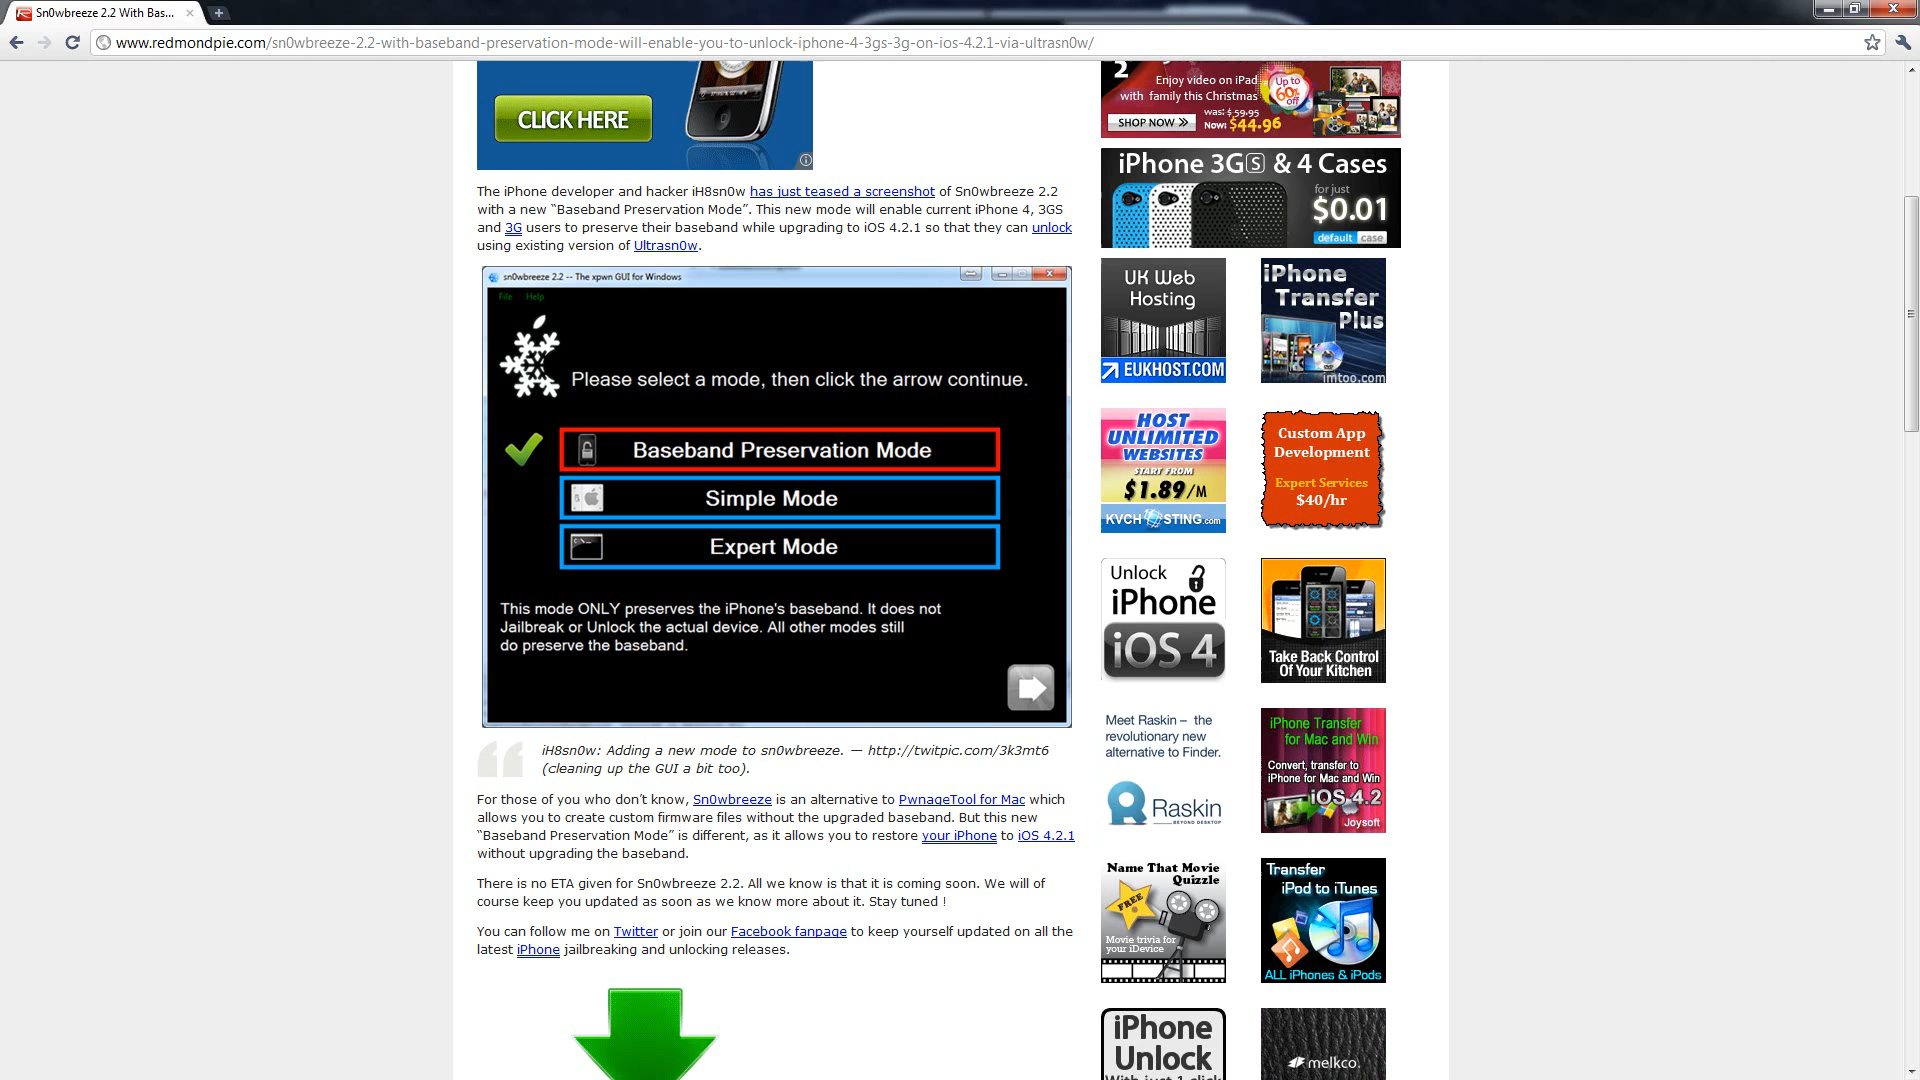 Sn0wbreeze 2.2 With Bas...
www.redmondpie.com/sn0wbreeze-2.2-with-baseband-preservation-mode-will-enable-you-to-unlock-iphone-4-3gs-3g-on-ios-4.2.1-via-ultrasn0w/
CLICK HERE
The iPhone developer and hacker iH8sn0w has just teased a screenshot of Sn0wbreeze 2.2
with a new “Baseband Preservation Mode”. This new mode will enable current iPhone 4, 3GS
and 3G users to preserve their baseband while upgrading to iOS 4.2.1 so that they can unlock
using existing version of Ultrasn0w.
sn0wbreeze 2.2 -- The xpwn GUI for Windows
File Help
Please select a mode, then click the arrow continue.
Baseband Preservation Mode
Simple Mode
Expert Mode
This mode ONLY preserves the iPhone's baseband. It does not
Jailbreak or Unlock the actual device. All other modes still
do preserve the baseband.
iH8sn0w: Adding a new mode to sn0wbreeze. — http://twitpic.com/3k3mt6
(cleaning up the GUI a bit too).
For those of you who don’t know, Sn0wbreeze is an alternative to PwnageTool for Mac which
allows you to create custom firmware files without the upgraded baseband. But this new
“Baseband Preservation Mode” is different, as it allows you to restore your iPhone to iOS 4.2.1
without upgrading the baseband.
There is no ETA given for Sn0wbreeze 2.2. All we know is that it is coming soon. We will of
course keep you updated as soon as we know more about it. Stay tuned !
You can follow me on Twitter or join our Facebook fanpage to keep yourself updated on all the
latest iPhone jailbreaking and unlocking releases.
2
Enjoy video on iPad
with family this Christmas
Up to
60%
off
was: $ 59.95
SHOP NOW
Now: $44.96
iPhone 3GS & 4 Cases
for just
$0.01
default case
UK Web
Hosting
EUKHOST.COM
iPhone
Transfer
Plus
imtoo.com
HOST
UNLIMITED
WEBSITES
START FROM
$1.89/M
KVCHOSTING.com
Custom App
Development
Expert Services
$40/hr
Unlock
iPhone
iOS 4
Take Back Control
Of Your Kitchen
Meet Raskin – the
revolutionary new
alternative to Finder.
Raskin
BEYOND DESKTOP
iPhone Transfer
for Mac and Win
Convert, transfer to
iPhone for Mac and Win
iOS 4.2
Joysoft
Name That Movie
Quizzle
FREE
Movie trivia for
your iDevice
Transfer
iPod to iTunes
ALL iPhones & iPods
iPhone
Unlock
With just 1 click
melkco.